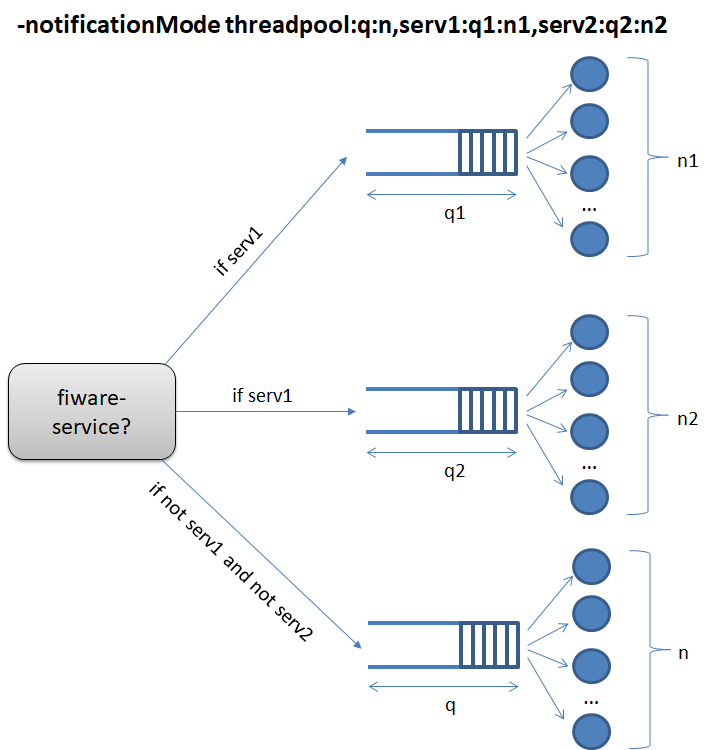 -notificationMode threadpool:q:n,serv1:q1:n1,serv2:q2:n2
if serv1
q1
...
n1
fiware-
service?
if serv1
q2
...
n2
if not serv1 and not serv2
q
...
n